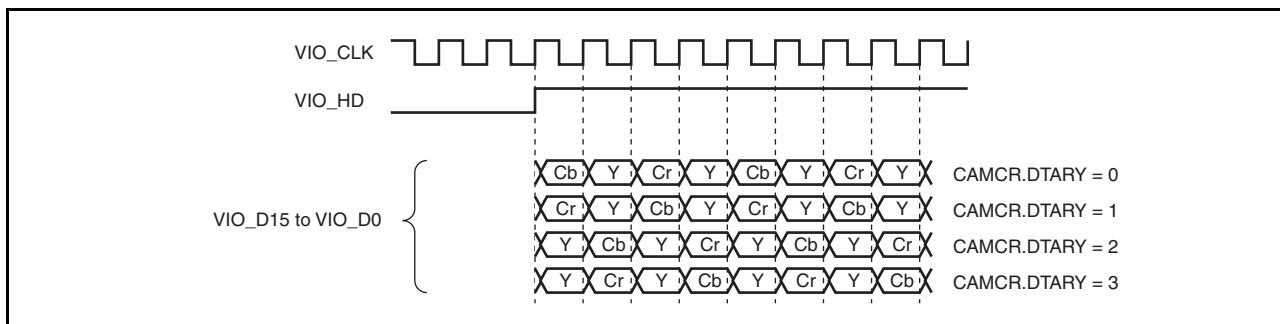 VIO_CLK
VIO_HD
VIO_D15 to VIO_D0
Cb Y Cr Y Cb Y Cr Y CAMCR.DTARY = 0
Cr Y Cb Y Cr Y Cb Y CAMCR.DTARY = 1
Y Cb Y Cr Y Cb Y Cr CAMCR.DTARY = 2
Y Cr Y Cb Y Cr Y Cb CAMCR.DTARY = 3